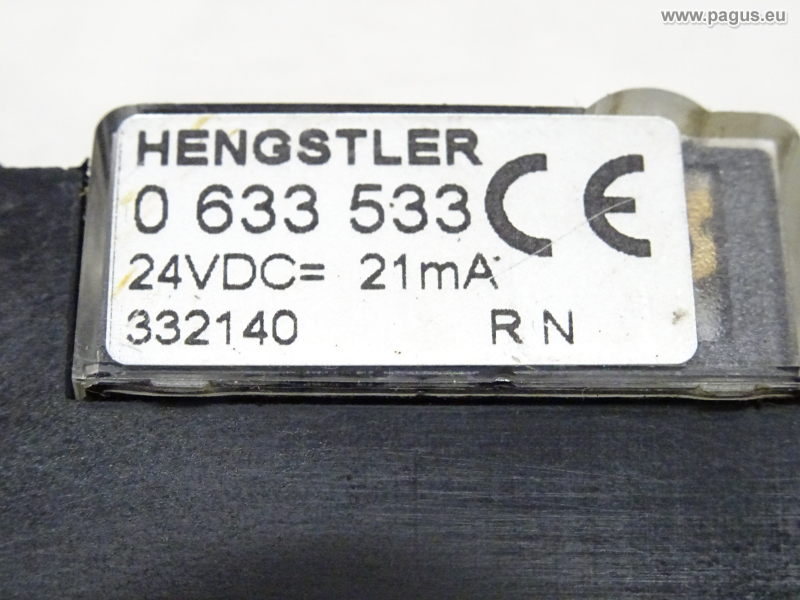 www.pagus.eu
HENGSTLER
0 633 533 CE
24VDC= 21mA
332140 R N